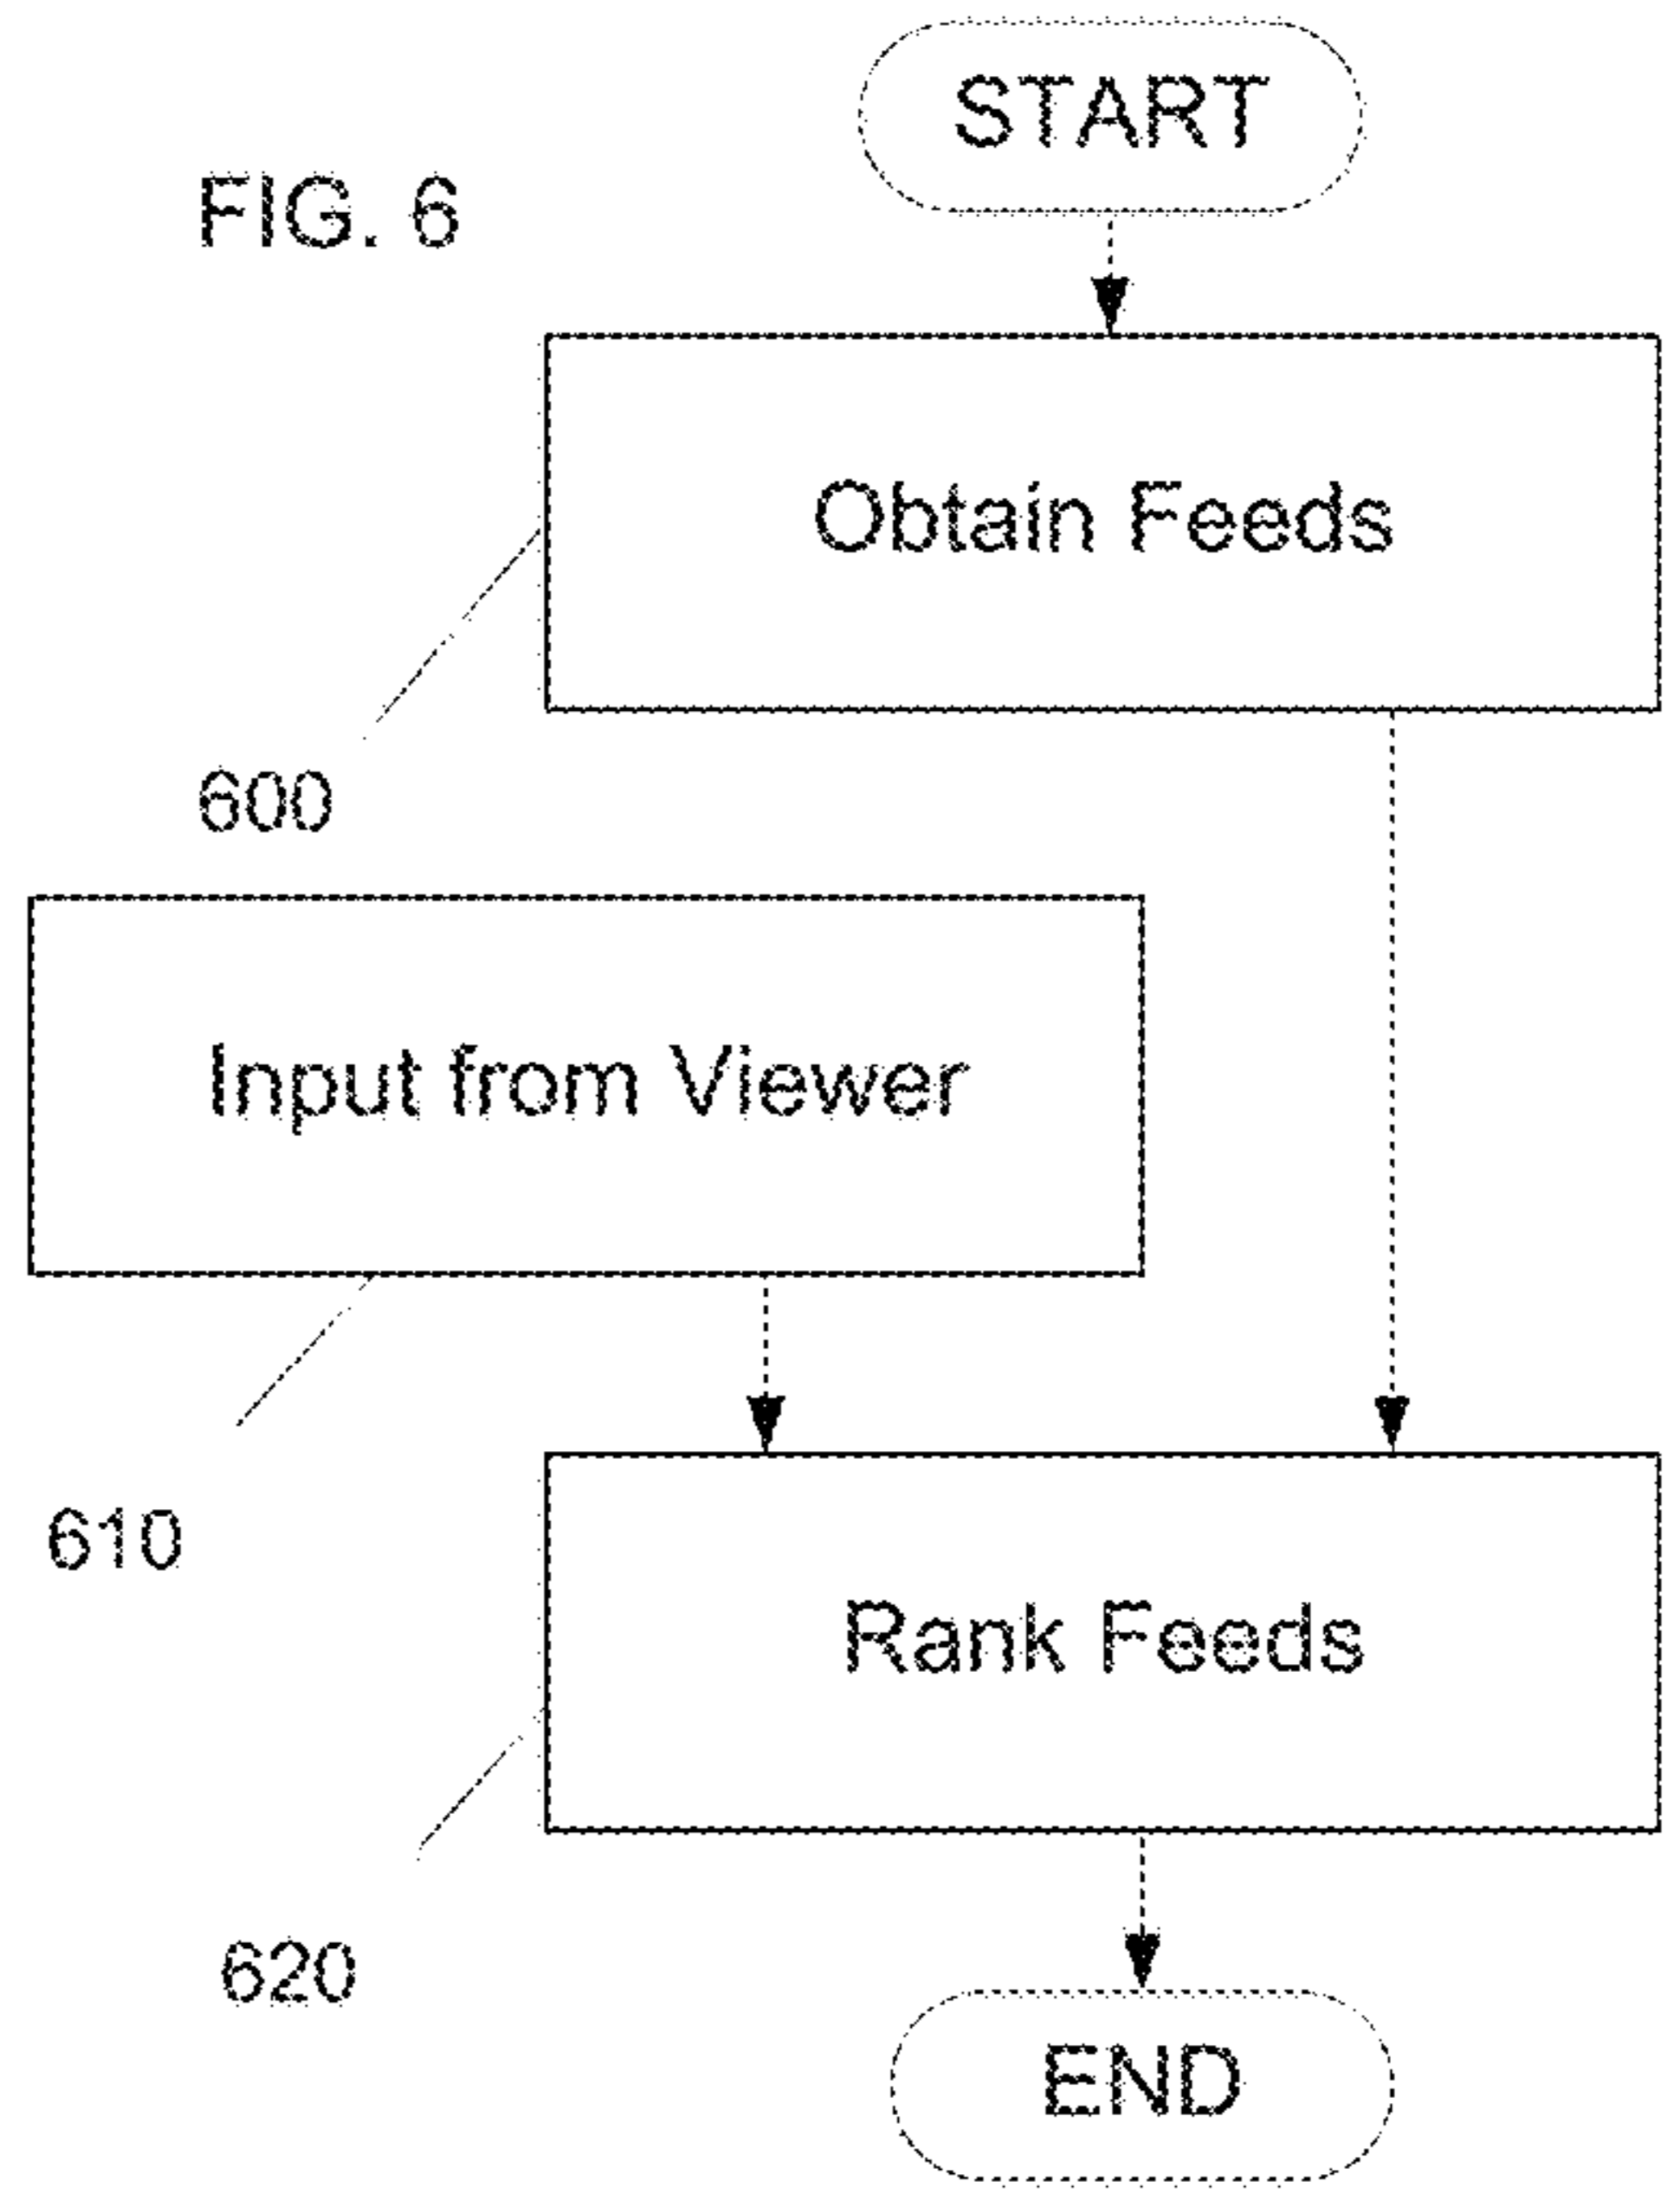 START
FIG. 6
Obtain Feeds
600
Input from Viewer
610
Rank Feeds
620
END